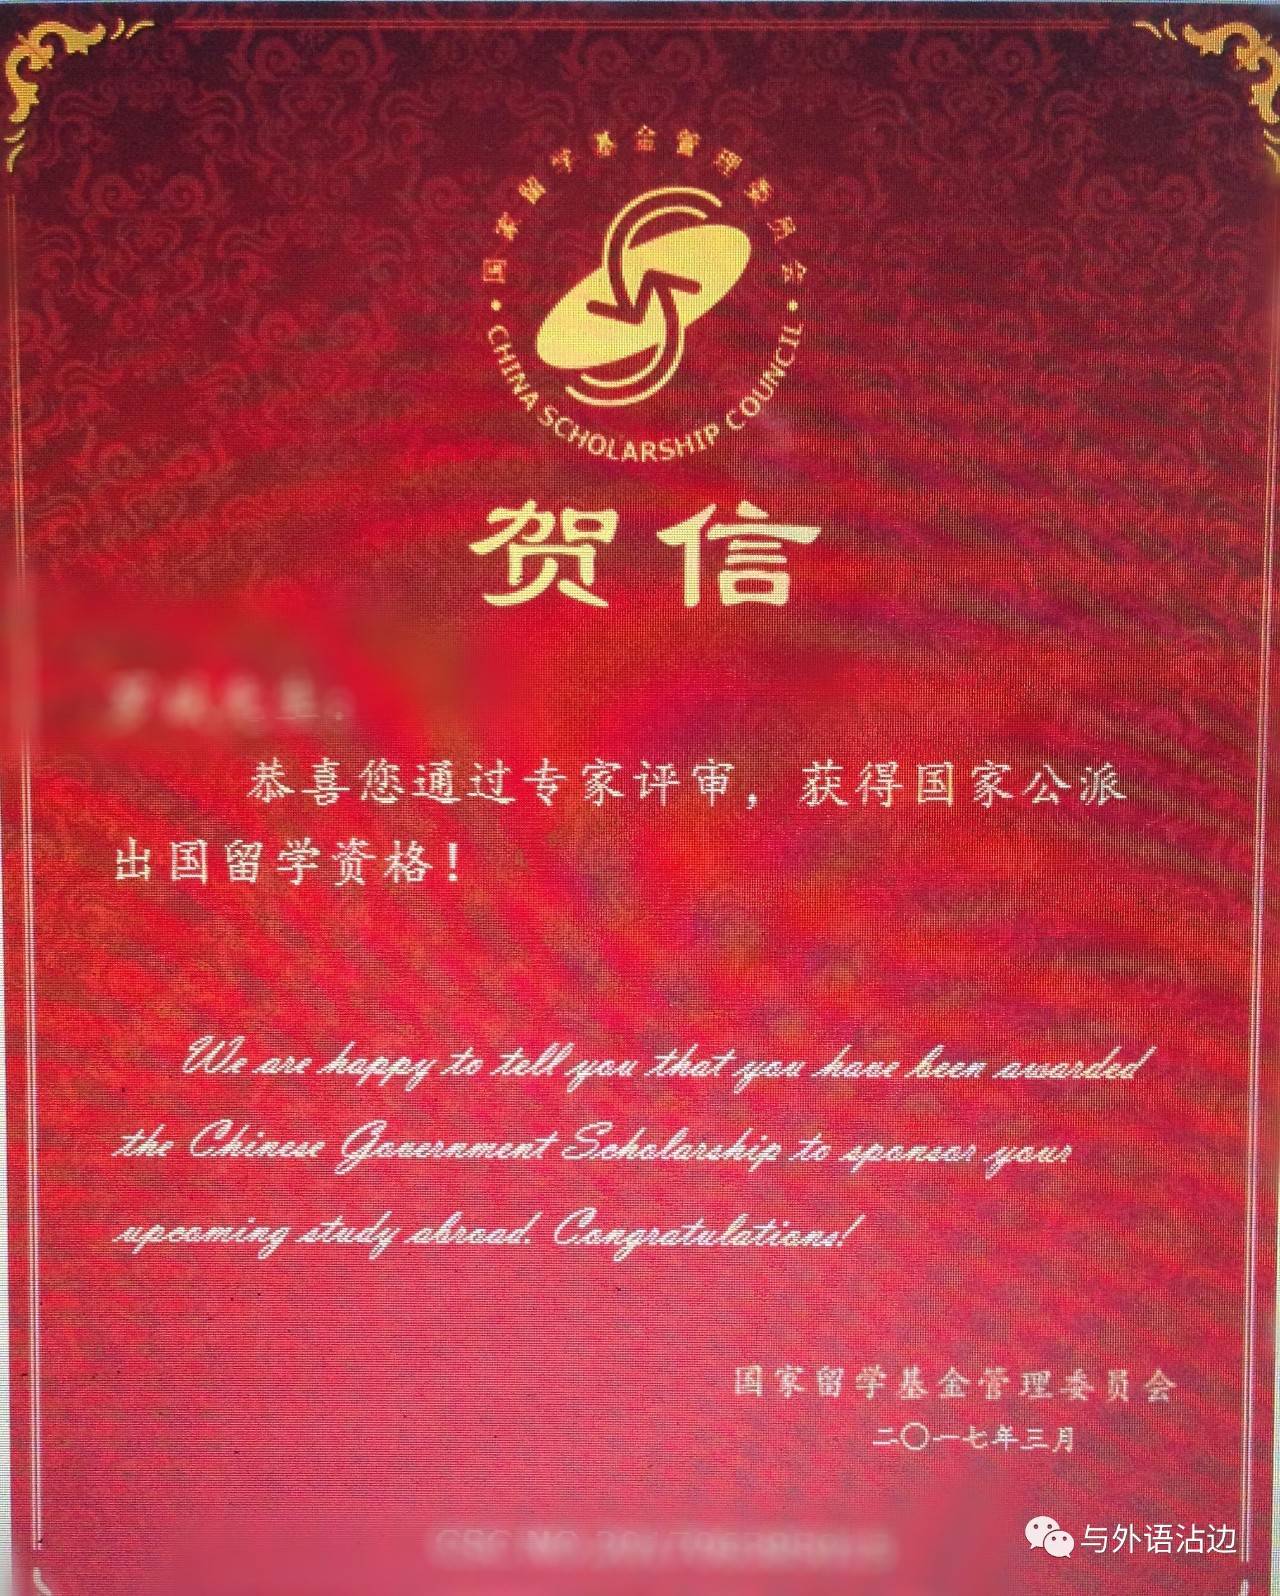 国家留学基金管理委员会
CHINA SCHOLARSHIP COUNCIL
贺信
恭喜您通过专家评审，获得国家公派
出国留学资格！
We are happy to tell you that you have been awarded
the Chinese Government Scholarship to sponsor your
upcoming study abroad. Congratulations!
国家留学基金管理委员会
二〇一七年三月
与外语沾边